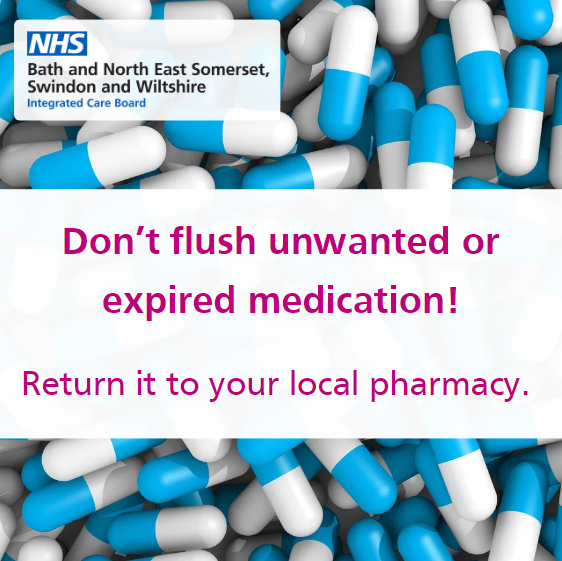 NHS
Bath and North East Somerset,
Swindon and Wiltshire
Integrated Care Board
Don’t flush unwanted or
expired medication!
Return it to your local pharmacy.